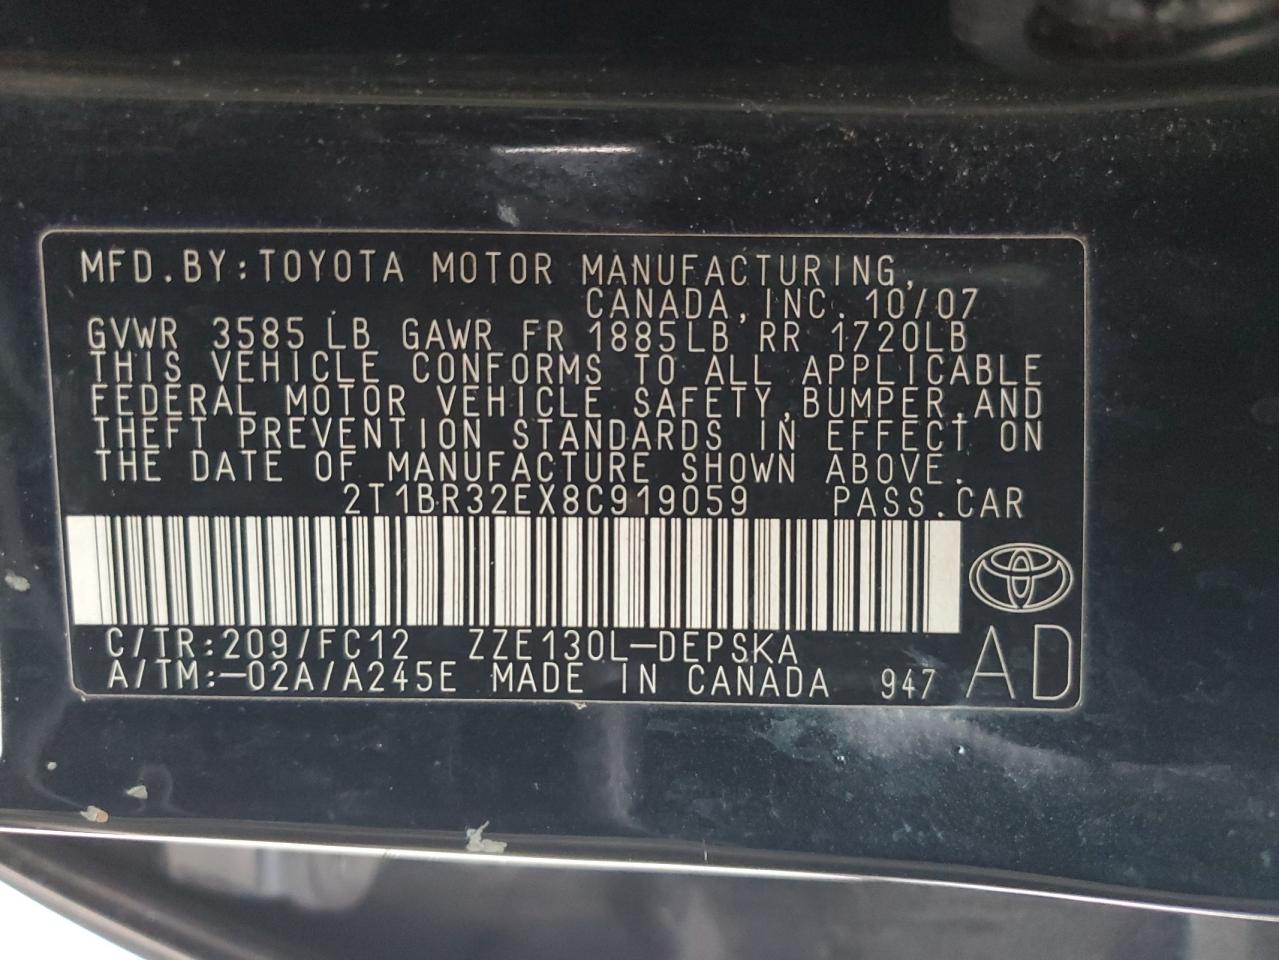 MFD.BY:TOYOTA MOTOR MANUFACTURING,
CANADA,INC. 10/07
GVWR 3585 LB GAWR FR 1885LB RR 1720LB
THIS VEHICLE CONFORMS TO ALL APPLICABLE
FEDERAL MOTOR VEHICLE SAFETY,BUMPER,AND
THEFT PREVENTION STANDARDS IN EFFECT ON
THE DATE OF MANUFACTURE SHOWN ABOVE.
2T1BR32EX8C919059 PASS.CAR
C/TR:209/FC12 ZZE130L-DEPSKA
A/TM:-02A/A245E MADE IN CANADA 947 AD